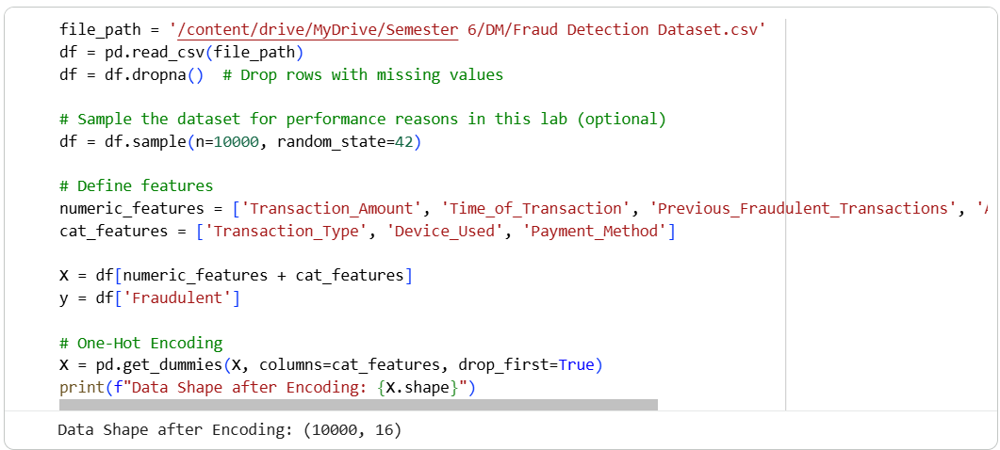 file_path = '/content/drive/MyDrive/Semester 6/DM/Fraud Detection Dataset.csv'
df = pd.read_csv(file_path)
df = df.dropna()  # Drop rows with missing values
# Sample the dataset for performance reasons in this lab (optional)
df = df.sample(n=10000, random_state=42)
# Define features
numeric_features = ['Transaction_Amount', 'Time_of_Transaction', 'Previous_Fraudulent_Transactions', '
cat_features = ['Transaction_Type', 'Device_Used', 'Payment_Method']
X = df[numeric_features + cat_features]
y = df['Fraudulent']
# One-Hot Encoding
X = pd.get_dummies(X, columns=cat_features, drop_first=True)
print(f"Data Shape after Encoding: {X.shape}")
Data Shape after Encoding: (10000, 16)